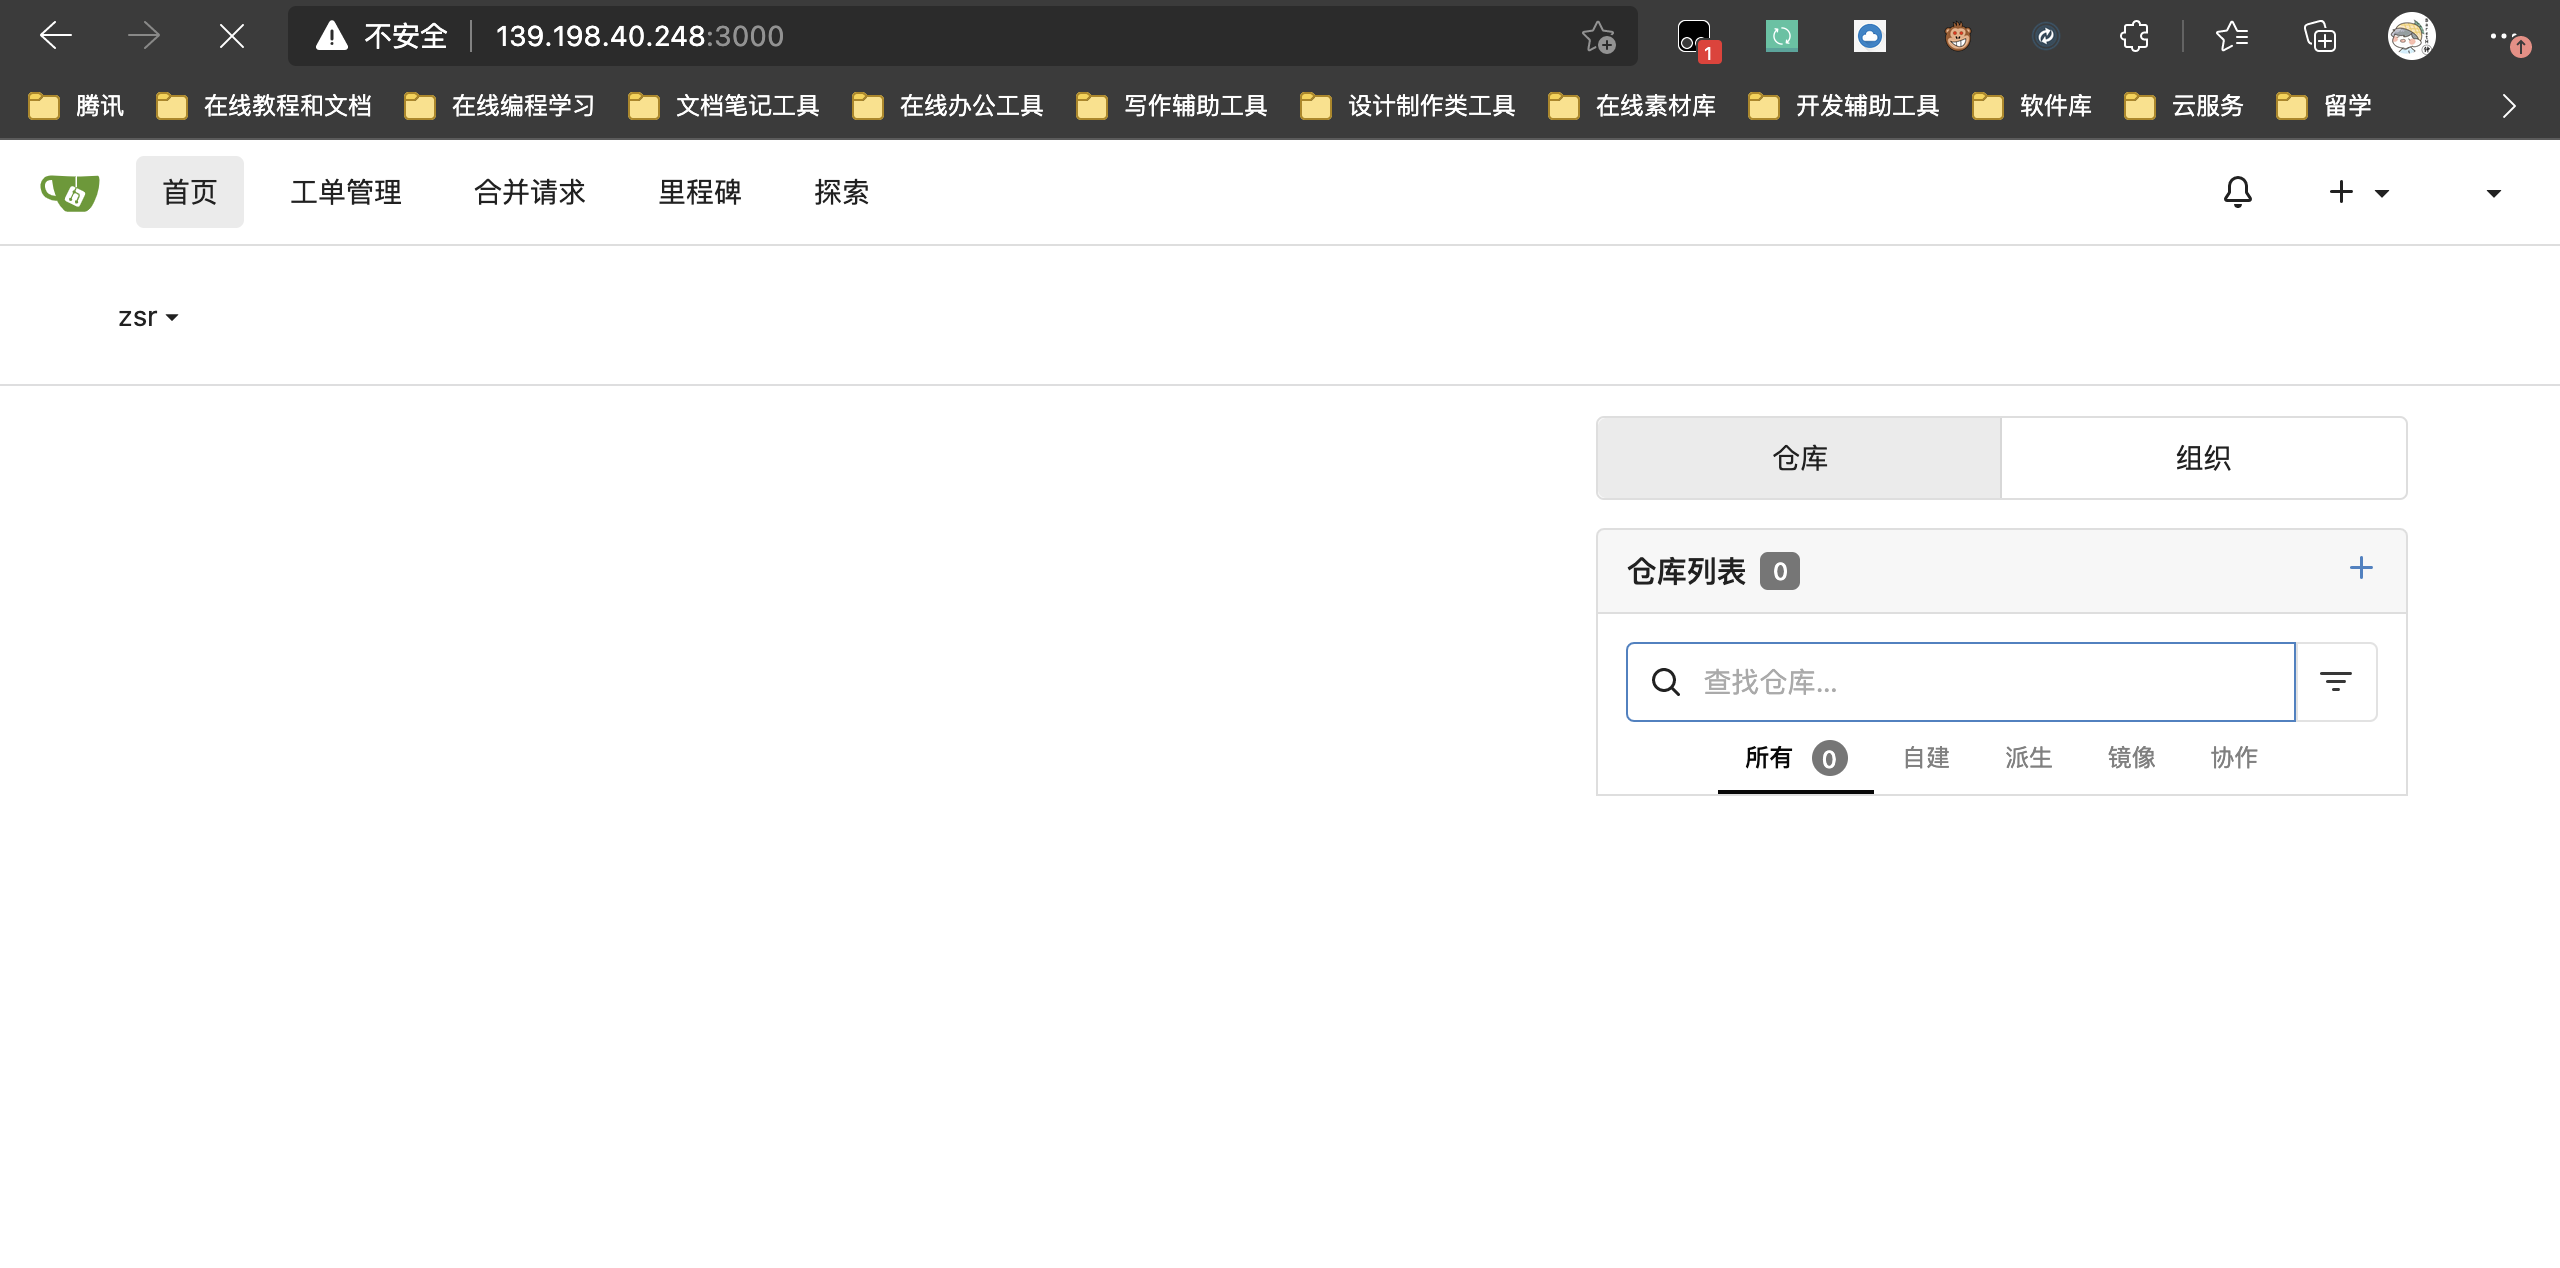 不安全 139.198.40.248:3000
1
腾讯 在线教程和文档 在线编程学习 文档笔记工具 在线办公工具 写作辅助工具 设计制作类工具 在线素材库 开发辅助工具 软件库 云服务 留学
首页 工单管理 合并请求 里程碑 探索
zsr
仓库 组织
仓库列表 0
查找仓库...
所有 0 自建 派生 镜像 协作